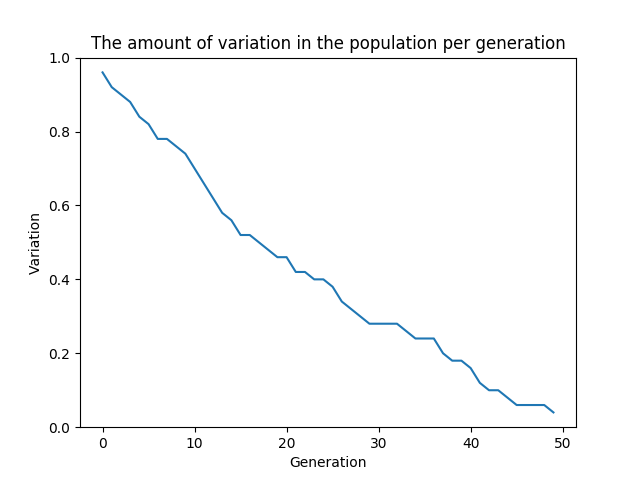 The amount of variation in the population per generation
1.0
0.8
0.6
0.4
0.2
0.0
Variation
0 10 20 30 40 50
Generation